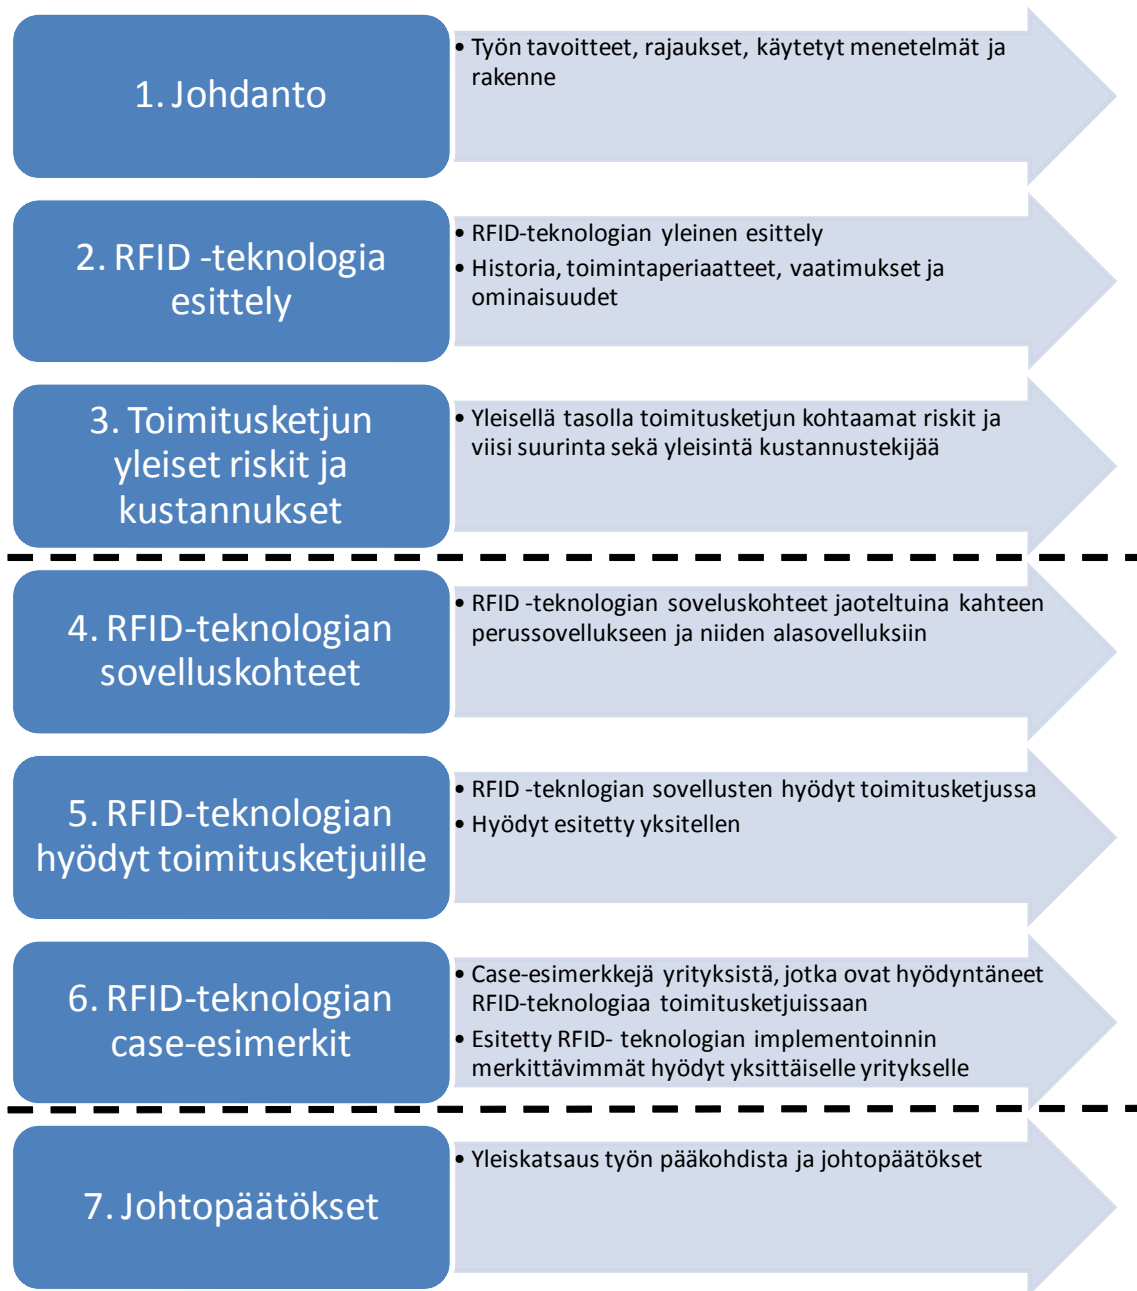 1. Johdanto
• Työn tavoitteet, rajaukset, käytetyt menetelmät ja
rakenne
2. RFID -teknologia
esittely
• RFID-teknologian yleinen esittely
• Historia, toimintaperiaatteet, vaatimukset ja
ominaisuudet
3. Toimitusketjun
yleiset riskit ja
kustannukset
• Yleisellä tasolla toimitusketjun kohtaamat riskit ja
viisi suurinta sekä yleisintä kustannustekijää
4. RFID-teknologian
sovelluskohteet
• RFID -teknologian soveluskohteet jaoteltuina kahteen
perussovellukseen ja niiden alasovelluksiin
5. RFID-teknologian
hyödyt toimitusketjuille
• RFID -teknlogian sovellusten hyödyt toimitusketjussa
• Hyödyt esitetty yksitellen
6. RFID-teknologian
case-esimerkit
• Case-esimerkkejä yrityksistä, jotka ovat hyödyntäneet
RFID-teknologiaa toimitusketjuissaan
• Esitetty RFID- teknologian implementoinnin
merkittävimmät hyödyt yksittäiselle yritykselle
7. Johtopäätökset
• Yleiskatsaus työn pääkohdista ja johtopäätökset